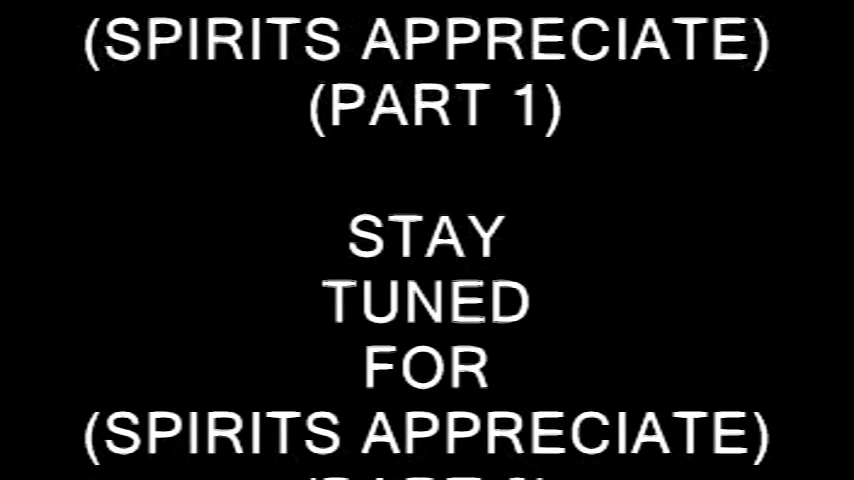 (SPIRITS APPRECIATE)
(PART 1)
STAY
TUNED
FOR
(SPIRITS APPRECIATE)